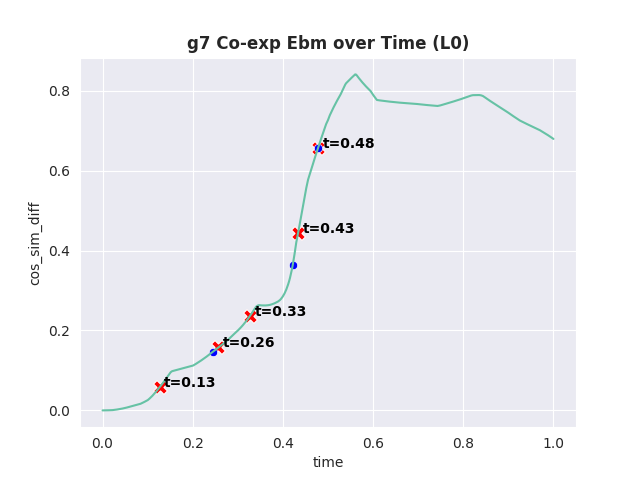 g7 Co-exp Ebm over Time (L0)
cos_sim_diff
0.8
0.6
0.4
0.2
0.0
t=0.48
t=0.43
t=0.33
t=0.26
t=0.13
0.0 0.2 0.4 0.6 0.8 1.0
time